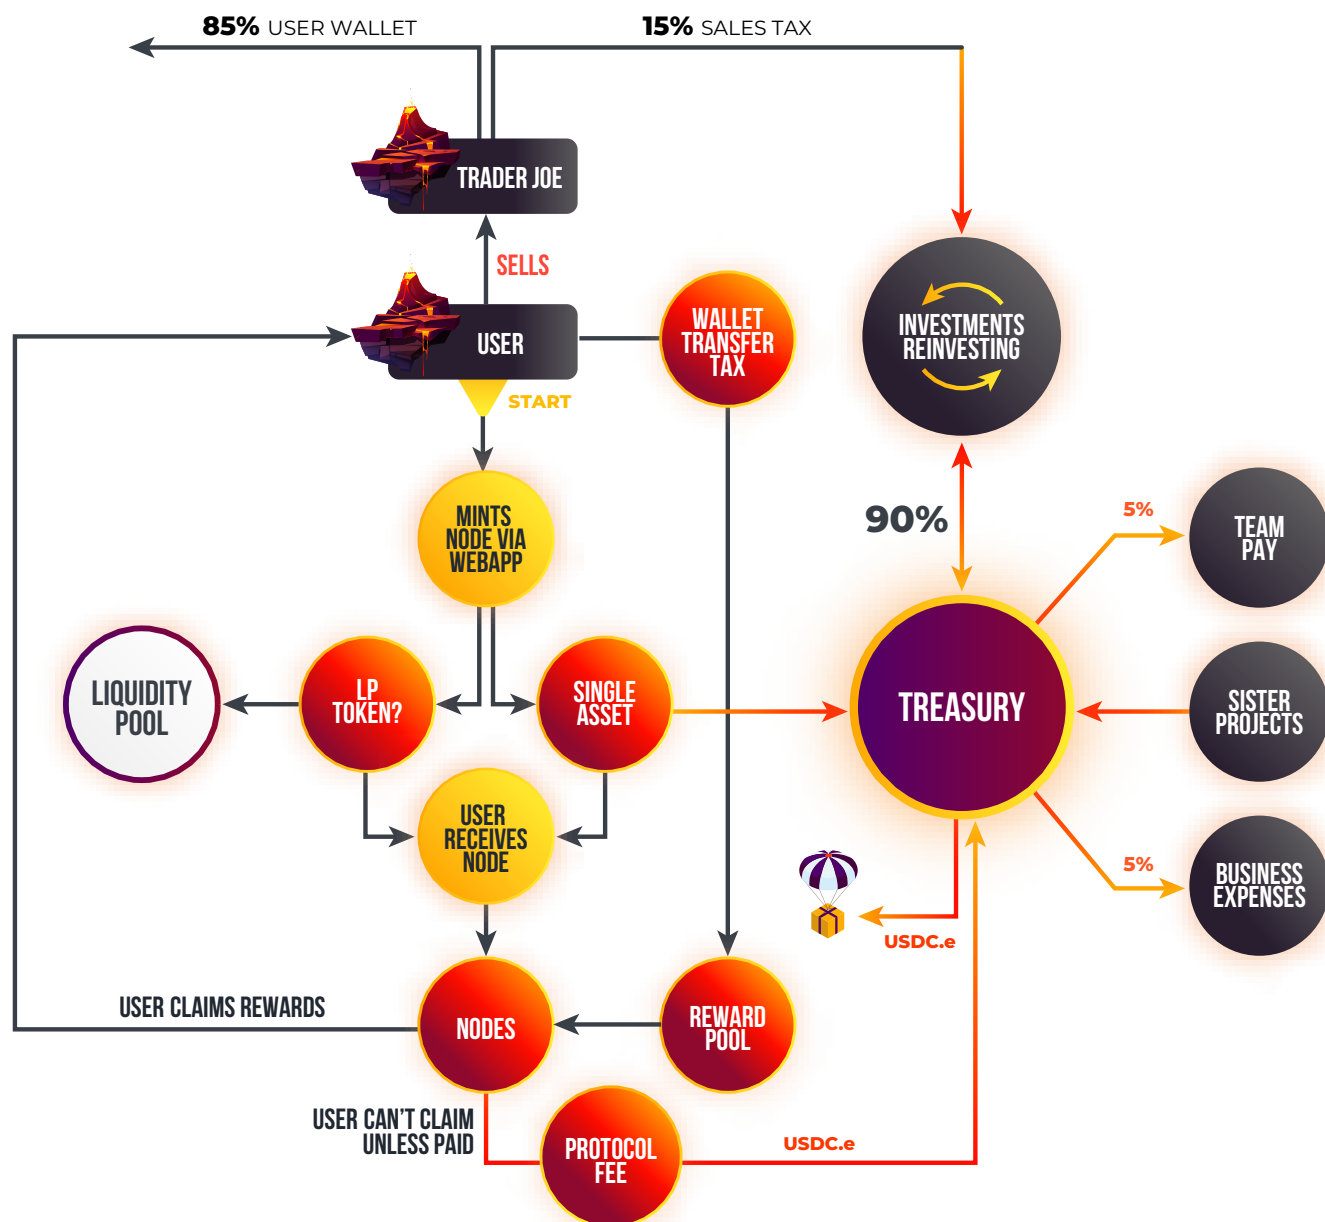 85% USER WALLET
15% SALES TAX
TRADER JOE
SELLS
USER
WALLET
TRANSFER
TAX
INVESTMENTS
REINVESTING
START
MINTS
NODE VIA
WEBAPP
90%
5%
TEAM
PAY
LIQUIDITY
POOL
LP
TOKEN?
SINGLE
ASSET
TREASURY
SISTER
PROJECTS
USER
RECEIVES
NODE
5%
BUSINESS
EXPENSES
USDC.e
USER CLAIMS REWARDS
NODES
REWARD
POOL
USER CAN'T CLAIM
UNLESS PAID
PROTOCOL
FEE
USDC.e